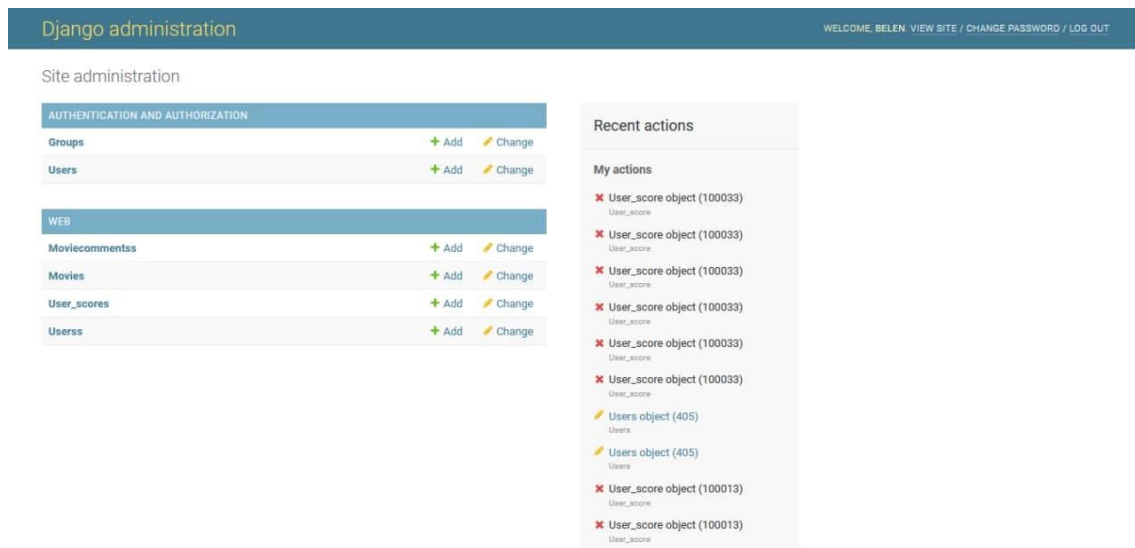 Django administration
WELCOME, BELEN. VIEW SITE / CHANGE PASSWORD / LOG OUT
Site administration
AUTHENTICATION AND AUTHORIZATION
Groups + Add Change
Users + Add Change
WEB
Moviecommentss + Add Change
Movies + Add Change
User_scores + Add Change
Userss + Add Change
Recent actions
My actions
User_score object (100033)
User_score
User_score object (100033)
User_score
User_score object (100033)
User_score
User_score object (100033)
User_score
User_score object (100033)
User_score
User_score object (100033)
User_score
Users object (405)
Users
Users object (405)
Users
User_score object (100013)
User_score
User_score object (100013)
User_score